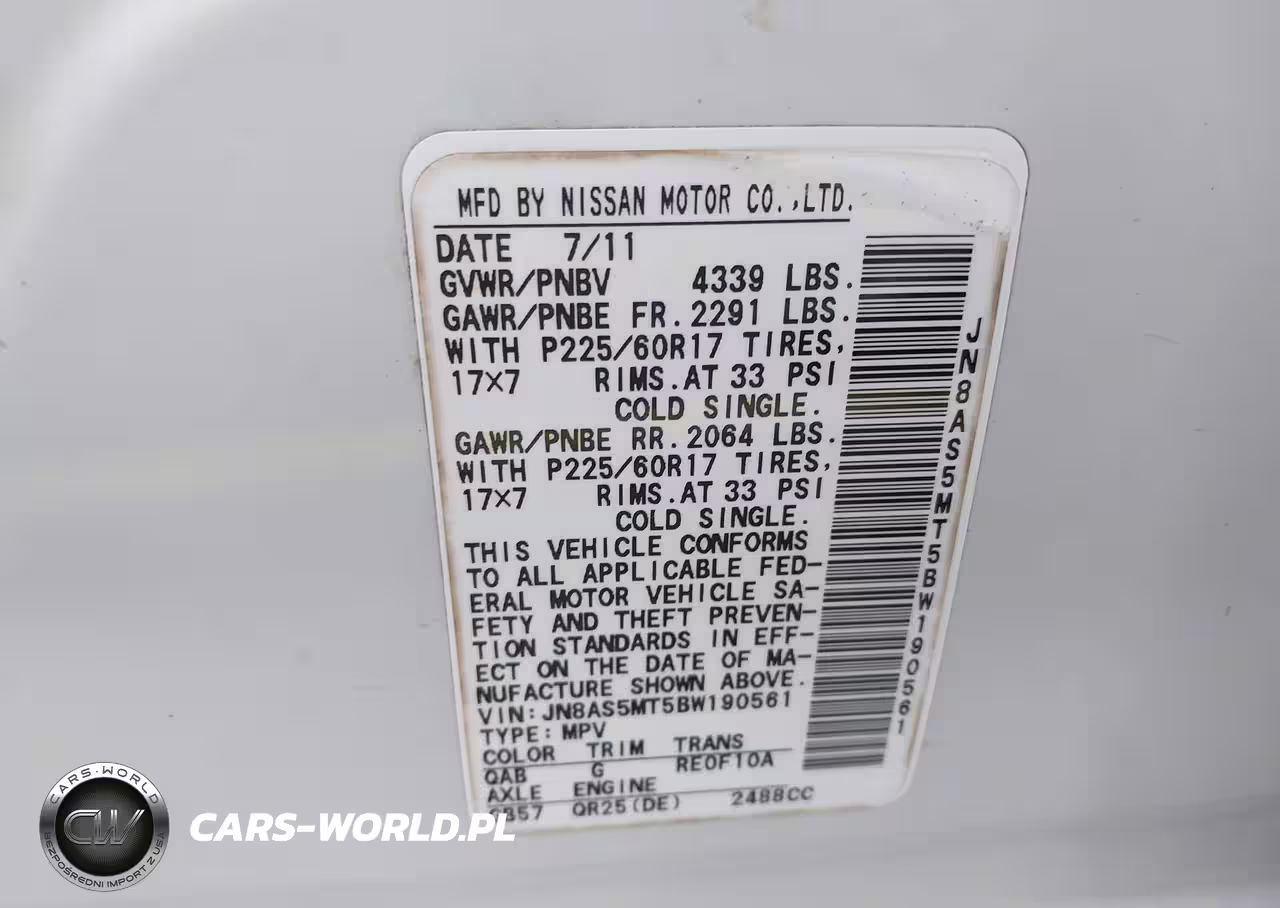 MFD BY NISSAN MOTOR CO.,LTD.
DATE 7/11
GVWR/PNBV 4339 LBS.
GAWR/PNBE FR.2291 LBS.
WITH P225/60R17 TIRES,
17×7 RIMS.AT 33 PSI
COLD SINGLE.
GAWR/PNBE RR.2064 LBS.
WITH P225/60R17 TIRES,
17×7 RIMS.AT 33 PSI
COLD SINGLE.
THIS VEHICLE CONFORMS
TO ALL APPLICABLE FED-
ERAL MOTOR VEHICLE SA-
FETY AND THEFT PREVEN-
TION STANDARDS IN EFF-
ECT ON THE DATE OF MA-
NUFACTURE SHOWN ABOVE.
VIN:JN8AS5MT5BW190561
TYPE:MPV
COLOR TRIM TRANS
QAB G RE0F10A
AXLE ENGINE
QR25(DE) 2488CC
JN8AS5MT5BW190561
CARS-WORLD
CW
BEZPOŚREDNI IMPORT Z USA
CARS-WORLD.PL